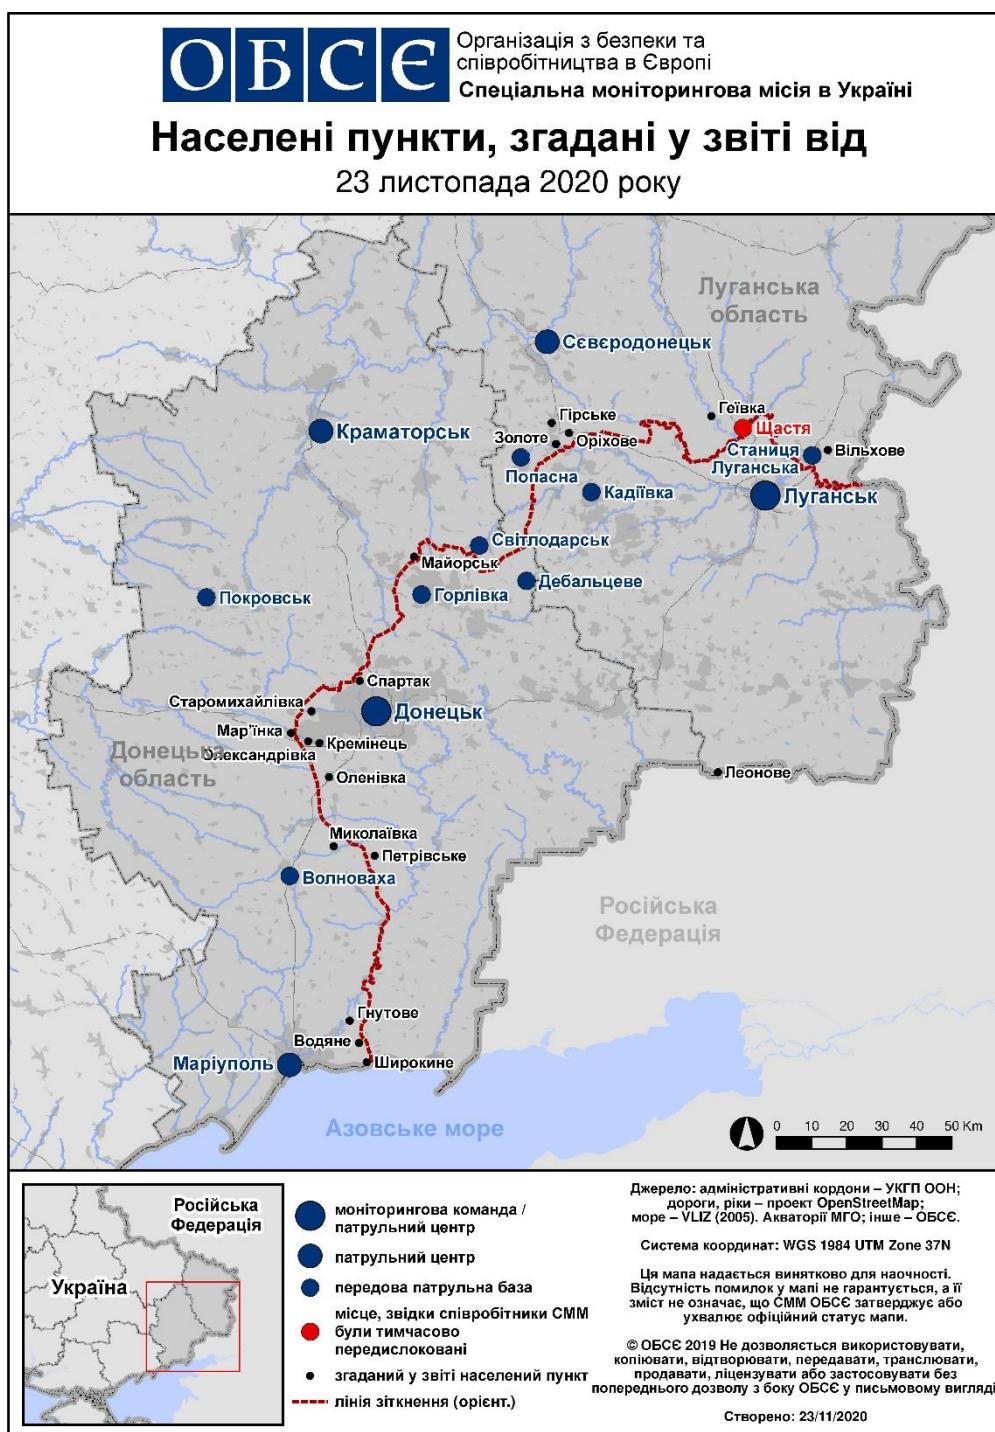 ОБСЄ
Організація з безпеки та
співробітництва в Європі
Спеціальна моніторингова місія в Україні
Населені пункти, згадані у звіті від
23 листопада 2020 року
Луганська
область
Сєвєродонецьк
Геївка
Гірське
Щастя
Краматорськ
Золоте
Оріхове
Станиця
Луганська
Вільхове
Попасна
Кадіївка
Луганськ
Світлодарськ
Майорськ
Дебальцеве
Покровськ
Горлівка
Спартак
Старомихайлівка
Донецьк
Мар'їнка
Кремінець
Олександрівка
Донецька
область
Оленівка
Леонове
Миколаївка
Петрівське
Волноваха
Російська
Федерація
Гнутове
Водяне
Маріуполь
Широкине
Азовське море
0 10 20 30 40 50 Km
Російська
Федерація
Україна
моніторингова команда /
патрульний центр
патрульний центр
передова патрульна база
місце, звідки співробітники СММ
були тимчасово
передислоковані
згаданий у звіті населений пункт
лінія зіткнення (орієнт.)
Джерело: адміністративні кордони – УКГП ООН;
дороги, ріки – проект OpenStreetMap;
море – VLIZ (2005). Акваторії МГО; інше – ОБСЄ.
Система координат: WGS 1984 UTM Zone 37N
Ця мапа надається винятково для наочності.
Відсутність помилок у мапі не гарантується, а її
зміст не означає, що СММ ОБСЄ затверджує або
ухвалює офіційний статус мапи.
© ОБСЄ 2019 Не дозволяється використовувати,
копіювати, відтворювати, передавати, транслювати,
продавати, ліцензувати або застосовувати без
попереднього дозволу з боку ОБСЄ у письмовому вигляді
Створено: 23/11/2020